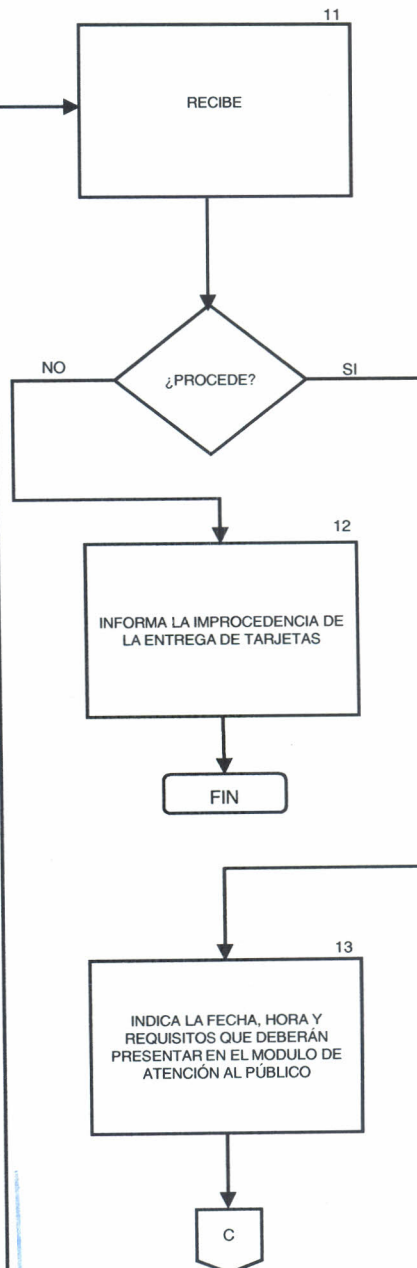 11
RECIBE
¿PROCEDE?
NO
SI
12
INFORMA LA IMPROCEDENCIA DE
LA ENTREGA DE TARJETAS
FIN
13
INDICA LA FECHA, HORA Y
REQUISITOS QUE DEBERÁN
PRESENTAR EN EL MODULO DE
ATENCIÓN AL PÚBLICO
C